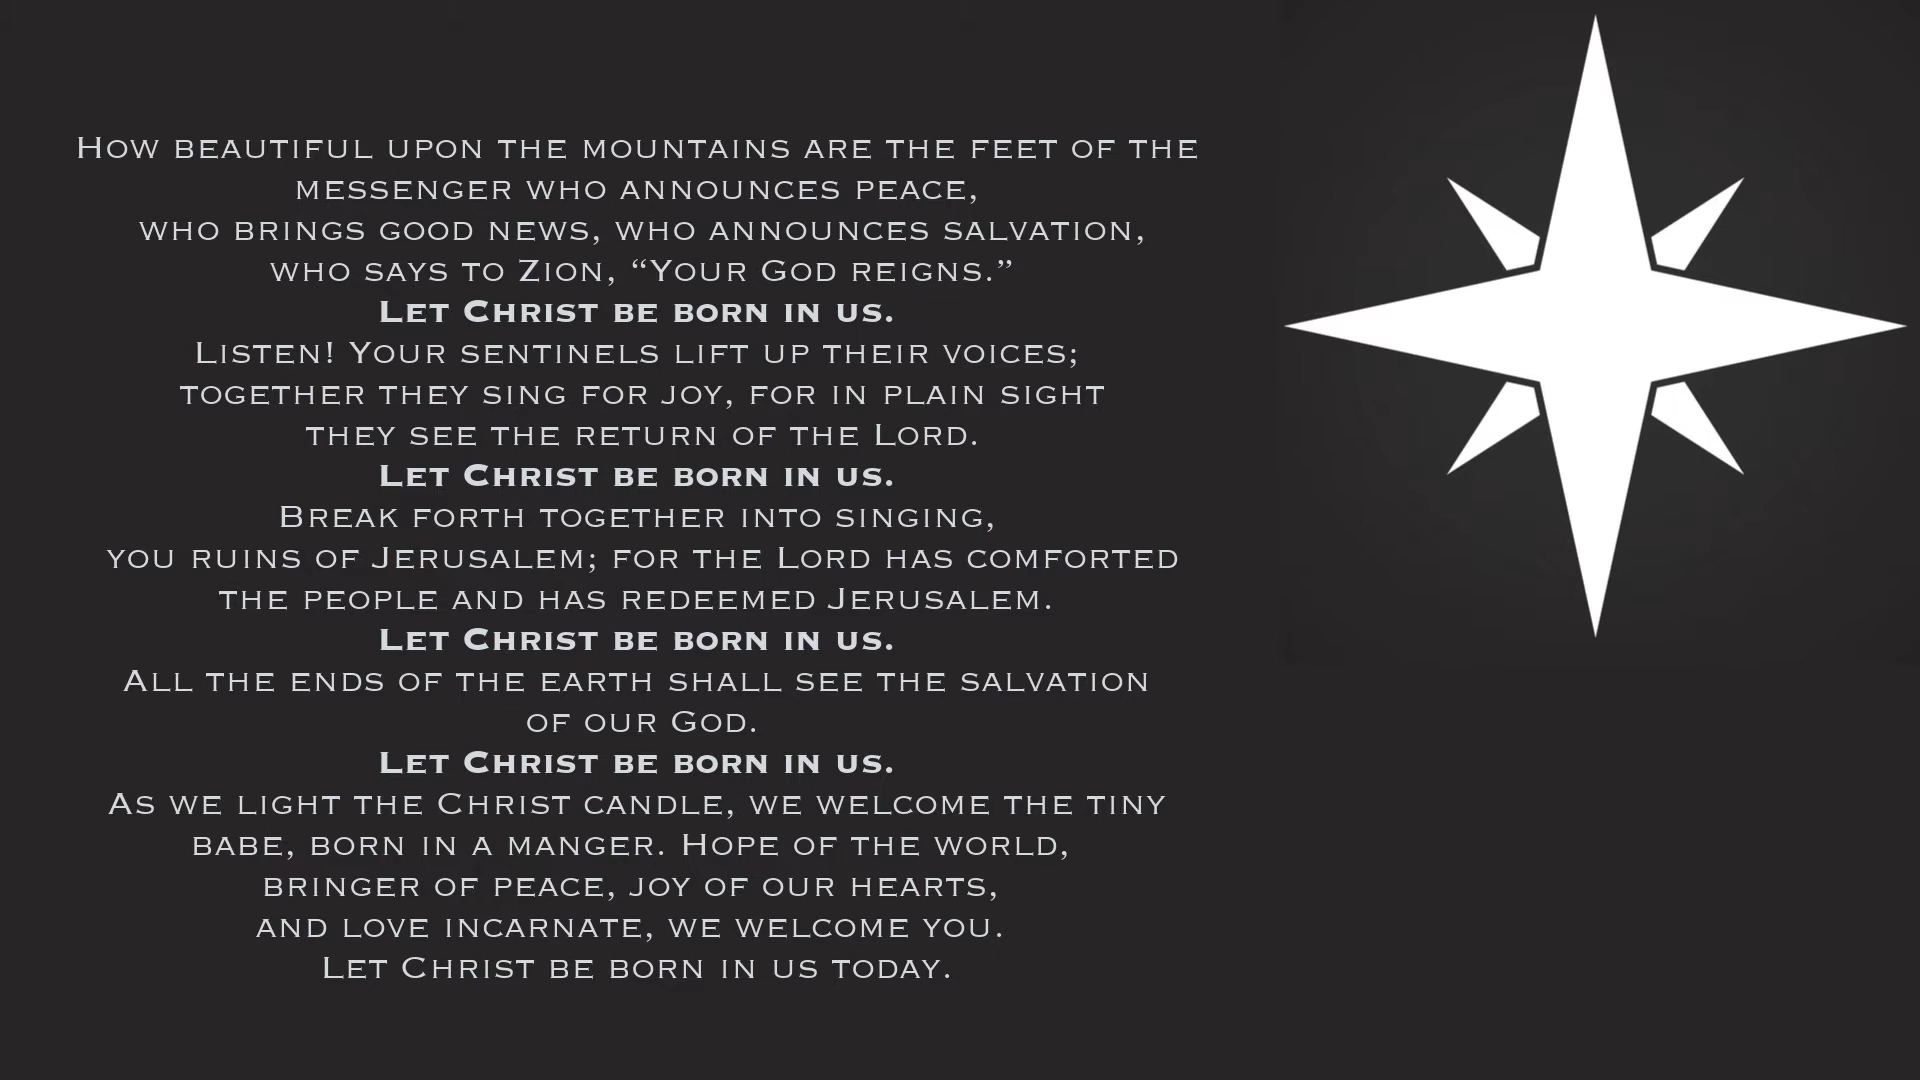 How beautiful upon the mountains are the feet of the
messenger who announces peace,
who brings good news, who announces salvation,
who says to Zion, “Your God reigns.”
Let Christ be born in us.
Listen! Your sentinels lift up their voices;
together they sing for joy, for in plain sight
they see the return of the Lord.
Let Christ be born in us.
Break forth together into singing,
you ruins of Jerusalem; for the Lord has comforted
the people and has redeemed Jerusalem.
Let Christ be born in us.
All the ends of the earth shall see the salvation
of our God.
Let Christ be born in us.
As we light the Christ candle, we welcome the tiny
babe, born in a manger. Hope of the world,
bringer of peace, joy of our hearts,
and love incarnate, we welcome you.
Let Christ be born in us today.